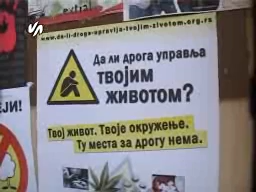 www.da-li-droga-upravlja-tvojim-zivotom.org.rs
Да ли дрога управља
ТВОЈИМ
ЖИВОТОМ?
ЕЈИ!
Твој живот. Твоје окружење.
Ту места за дрогу нема.